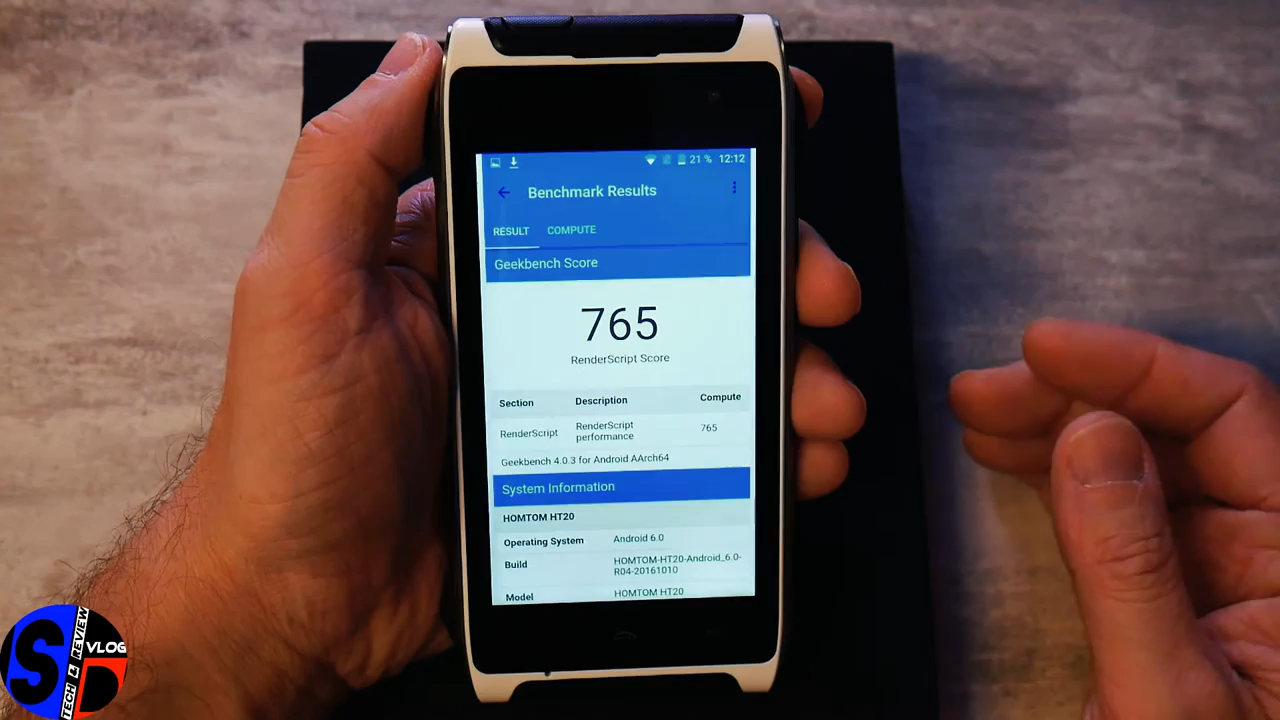 21 % 12:12
Benchmark Results
RESULT COMPUTE
Geekbench Score
765
RenderScript Score
Section Description Compute
RenderScript RenderScript performance 765
Geekbench 4.0.3 for Android AArch64
System Information
HOMTOM HT20
Operating System Android 6.0
Build HOMTOM-HT20-Android_6.0-
R04-20161010
Model HOMTOM HT20
SD
TECH & REVIEW
VLOG